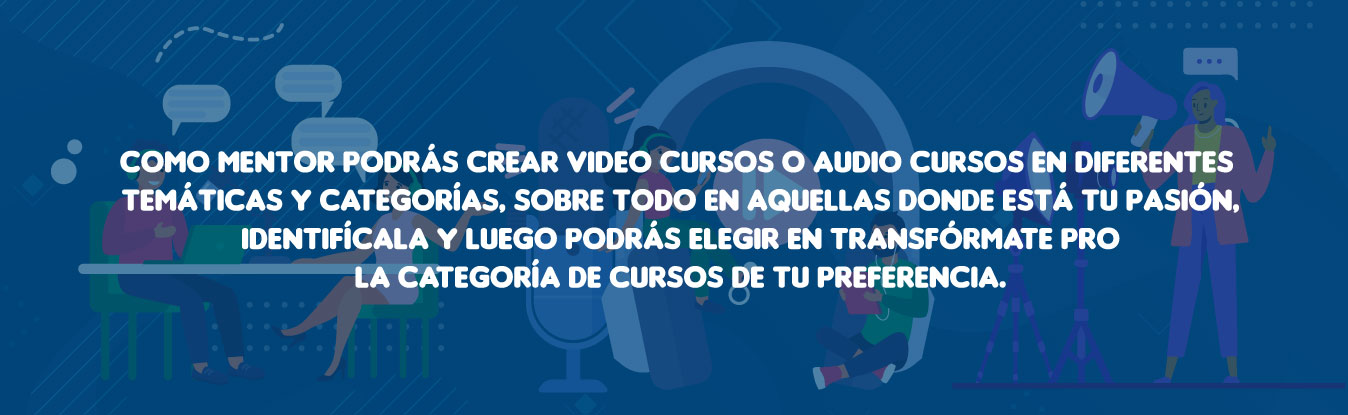 COMO MENTOR PODRÁS CREAR VIDEO CURSOS O AUDIO CURSOS EN DIFERENTES
TEMÁTICAS Y CATEGORÍAS, SOBRE TODO EN AQUELLAS DONDE ESTÁ TU PASIÓN,
IDENTIFÍCALA Y LUEGO PODRÁS ELEGIR EN TRANSFÓRMATE PRO
LA CATEGORÍA DE CURSOS DE TU PREFERENCIA.